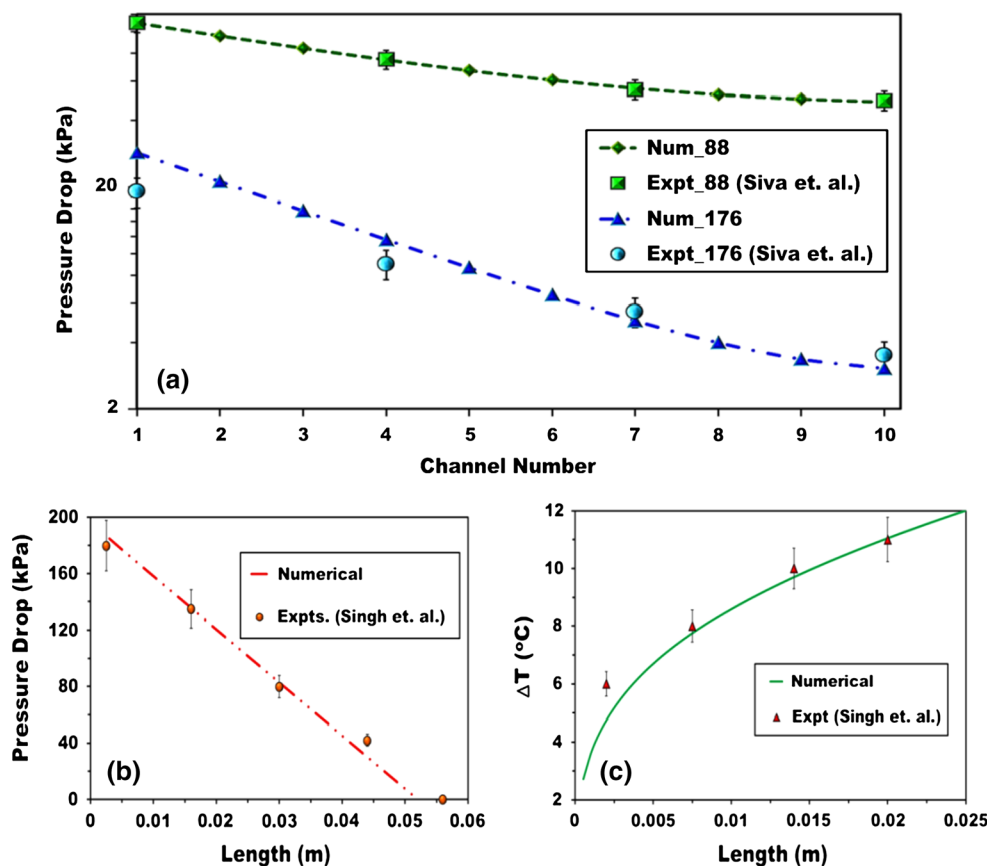 Pressure Drop (kPa)
20
2
Num_88
Expt_88 (Siva et. al.)
Num_176
Expt_176 (Siva et. al.)
(a)
1 2 3 4 5 6 7 8 9 10
Channel Number
Pressure Drop (kPa)
200
160
120
80
40
0
Numerical
Expts. (Singh et. al.)
(b)
0 0.01 0.02 0.03 0.04 0.05 0.06
Length (m)
ΔT (°C)
12
10
8
6
4
2
Numerical
Expt (Singh et. al.)
(c)
0 0.005 0.01 0.015 0.02 0.025
Length (m)